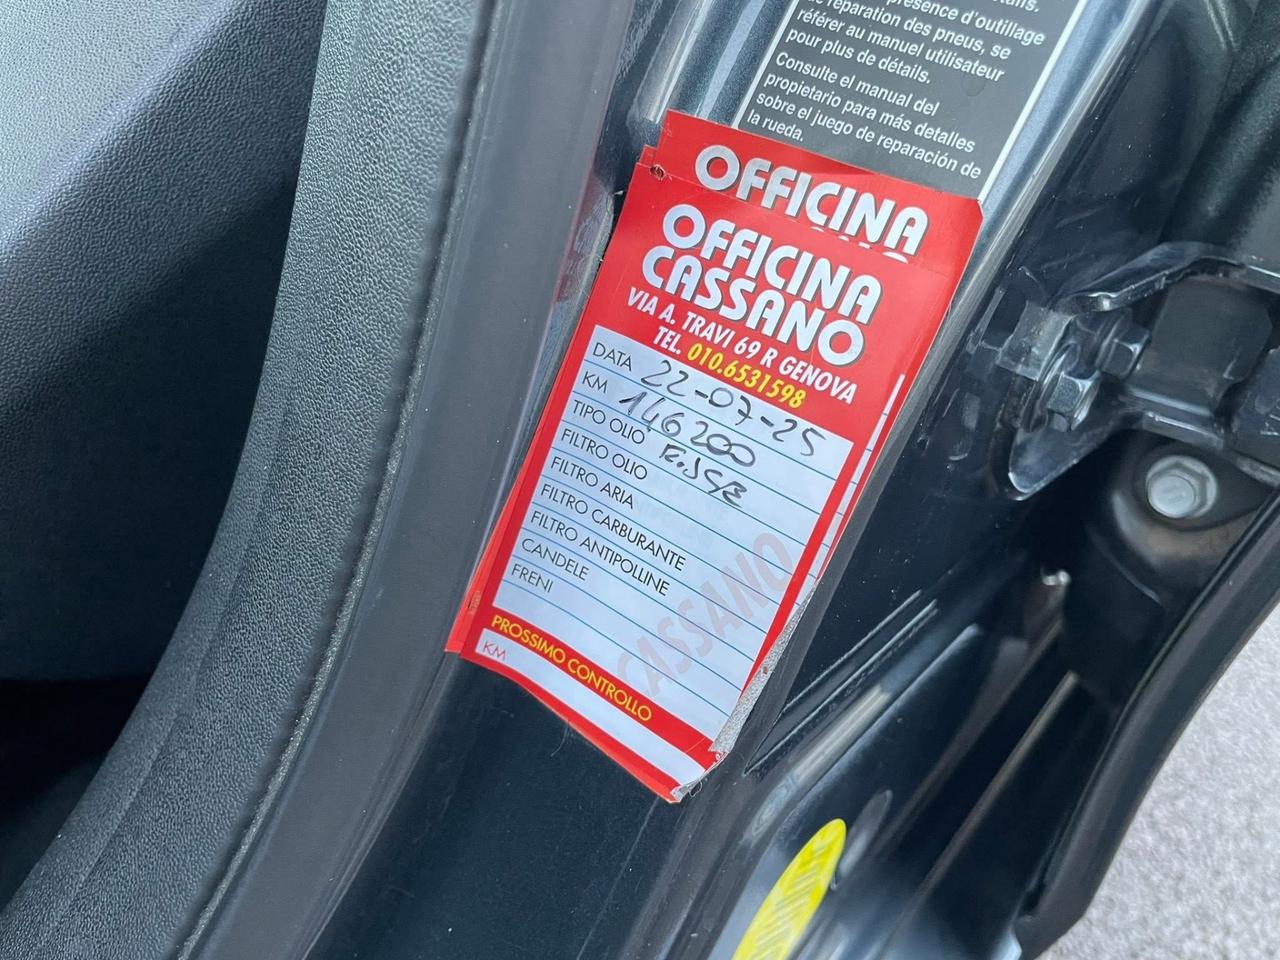 présence d'outillage
de réparation des pneus, se
référer au manuel utilisateur
pour plus de détails.
Consulte el manual del
propietario para más detalles
sobre el juego de reparación de
la rueda.
OFFICINA
OFFICINA
CASSANO
VIA A. TRAVI 69 R GENOVA
TEL. 010.6531598
DATA 22-07-25
KM 146200
TIPO OLIO
FILTRO OLIO
FILTRO ARIA
FILTRO CARBURANTE
FILTRO ANTIPOLLINE
CANDELE
FRENI
CASSANO
PROSSIMO CONTROLLO
KM